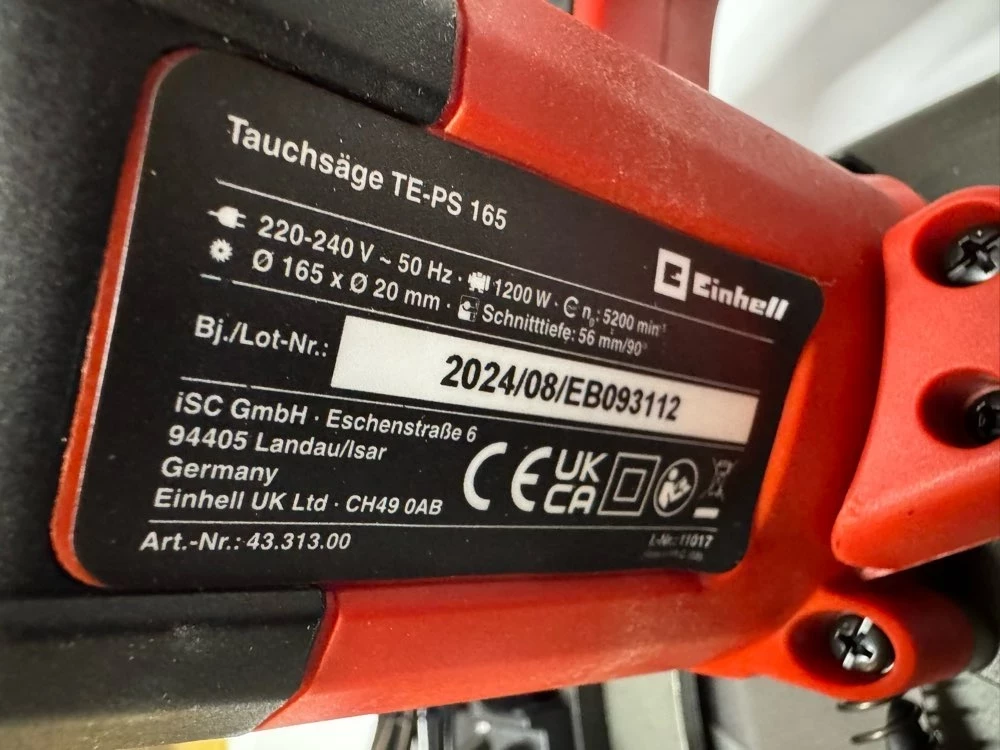 Tauchsäge TE-PS 165
Einhell
220-240 V ~ 50 Hz · 1200 W · n₀: 5200 min⁻¹
Ø 165 x Ø 20 mm · Schnitttiefe: 56 mm/90°
Bj./Lot-Nr.: 2024/08/EB093112
iSC GmbH · Eschenstraße 6
94405 Landau/Isar
Germany
Einhell UK Ltd · CH49 0AB
CE UK CA
Art.-Nr.: 43.313.00
I.-Nr.: 11017